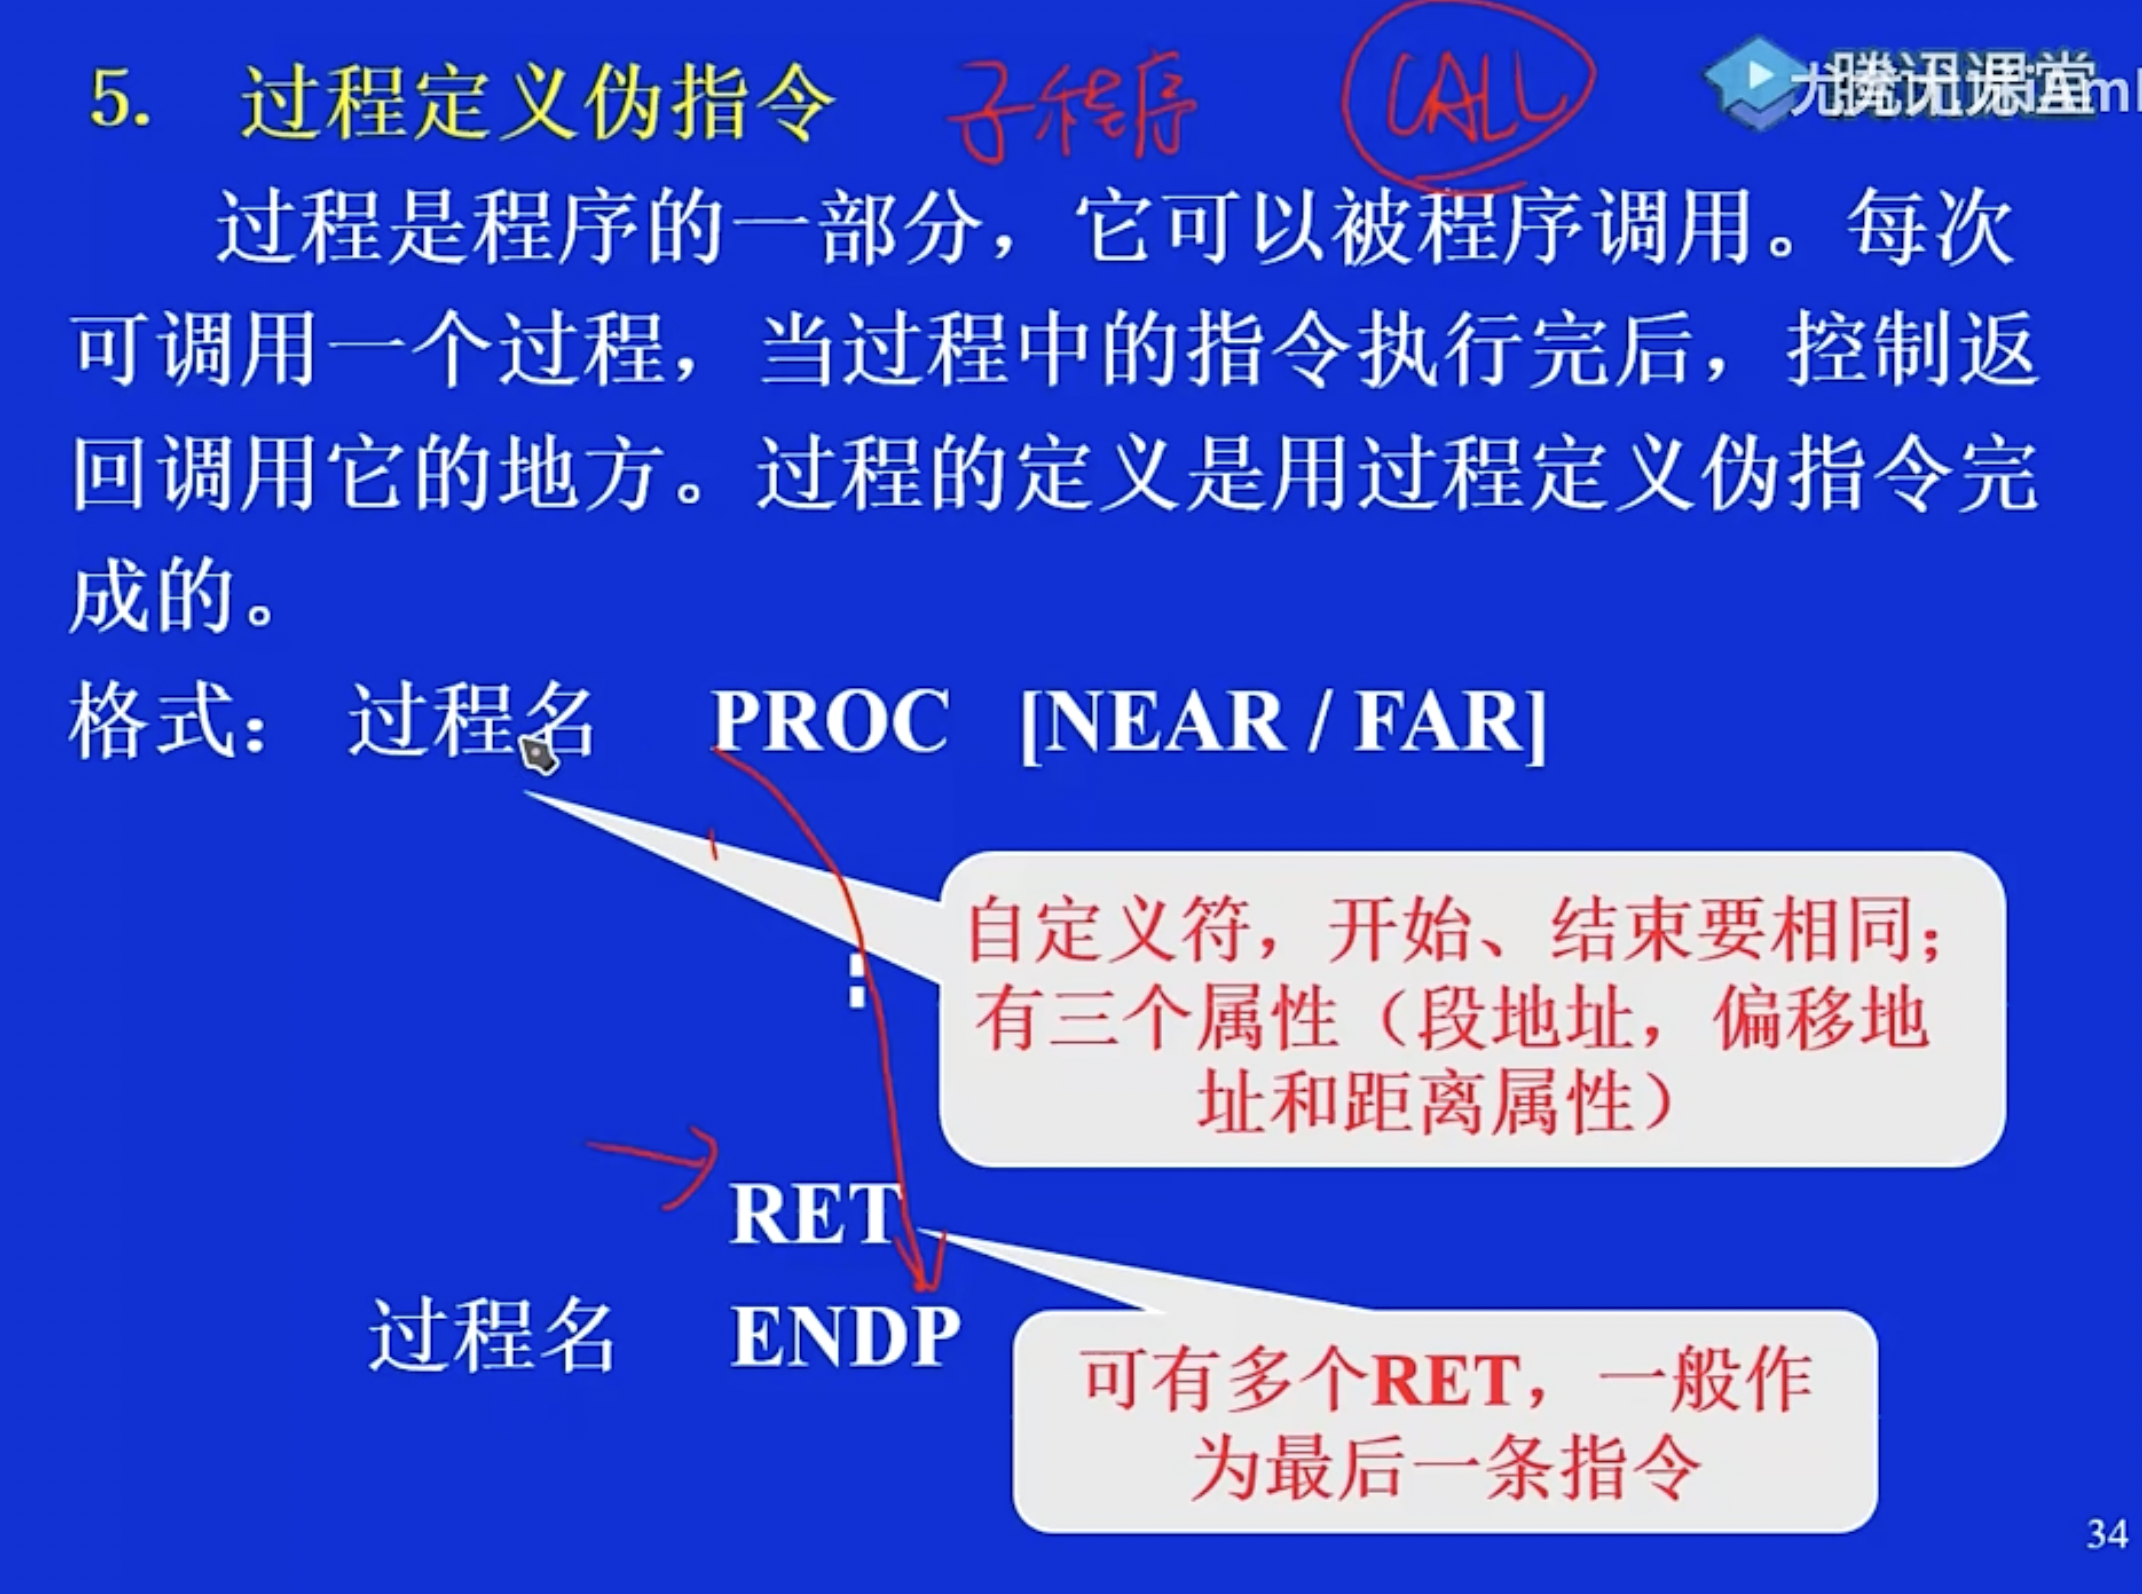 5. 过程定义伪指令 子程序 CALL
腾讯课堂
过程是程序的一部分，它可以被程序调用。每次
可调用一个过程，当过程中的指令执行完后，控制返
回调用它的地方。过程的定义是用过程定义伪指令完
成的。
格式： 过程名 PROC [NEAR / FAR]
自定义符，开始、结束要相同；
有三个属性（段地址，偏移地
址和距离属性）
:
RET
过程名 ENDP
可有多个RET，一般作
为最后一条指令
34